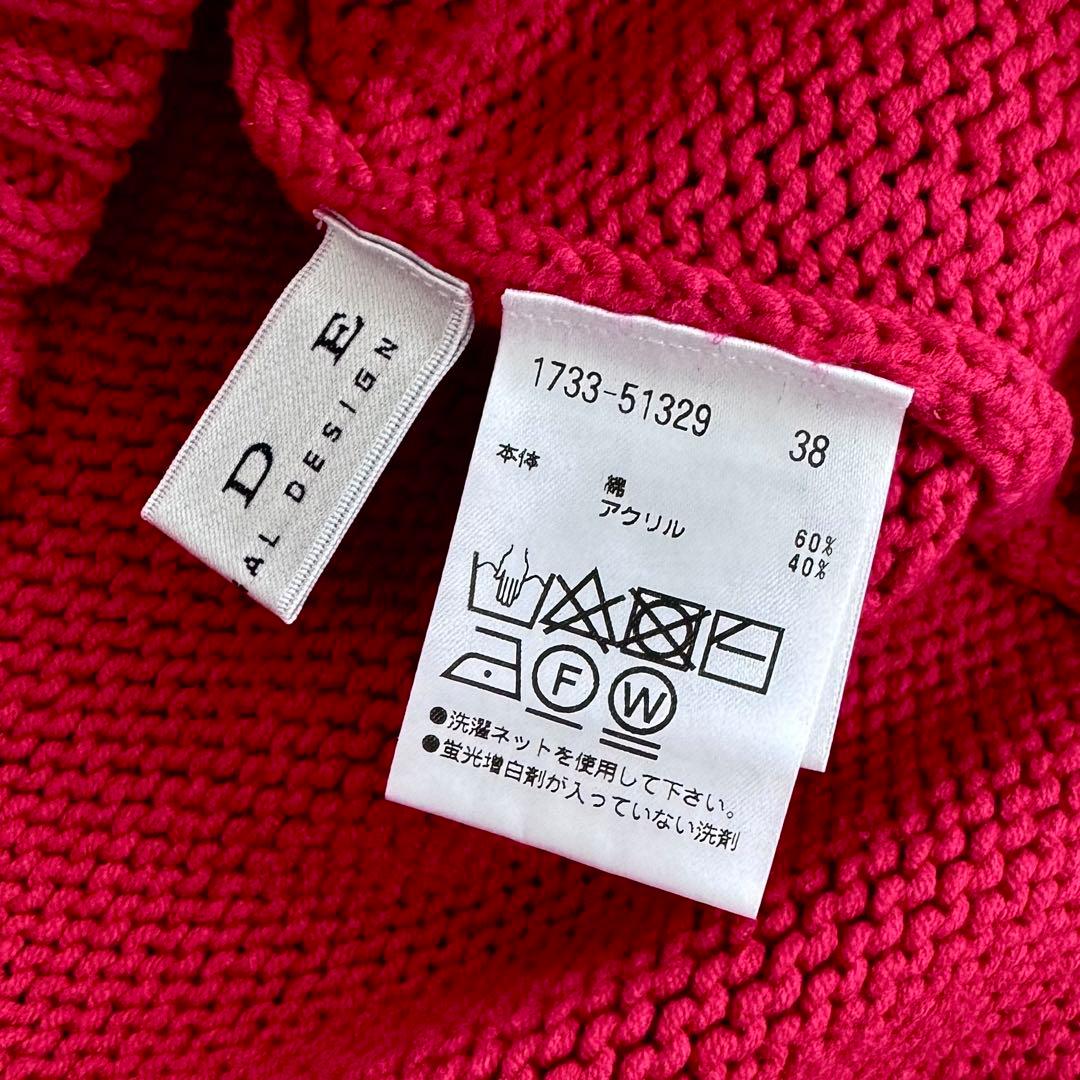 D E
AL DESIGN
1733-51329 38
本体
綿 60%
アクリル 40%
F W
●洗濯ネットを使用して下さい。
●蛍光増白剤が入っていない洗剤